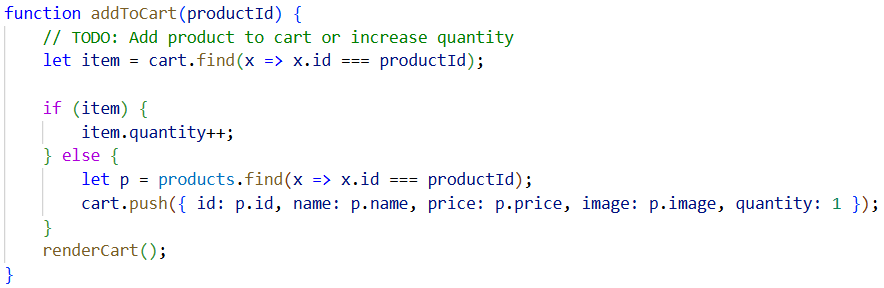 function addToCart(productId) {
    // TODO: Add product to cart or increase quantity
    let item = cart.find(x => x.id === productId);

    if (item) {
        item.quantity++;
    } else {
        let p = products.find(x => x.id === productId);
        cart.push({ id: p.id, name: p.name, price: p.price, image: p.image, quantity: 1 });
    }
    renderCart();
}